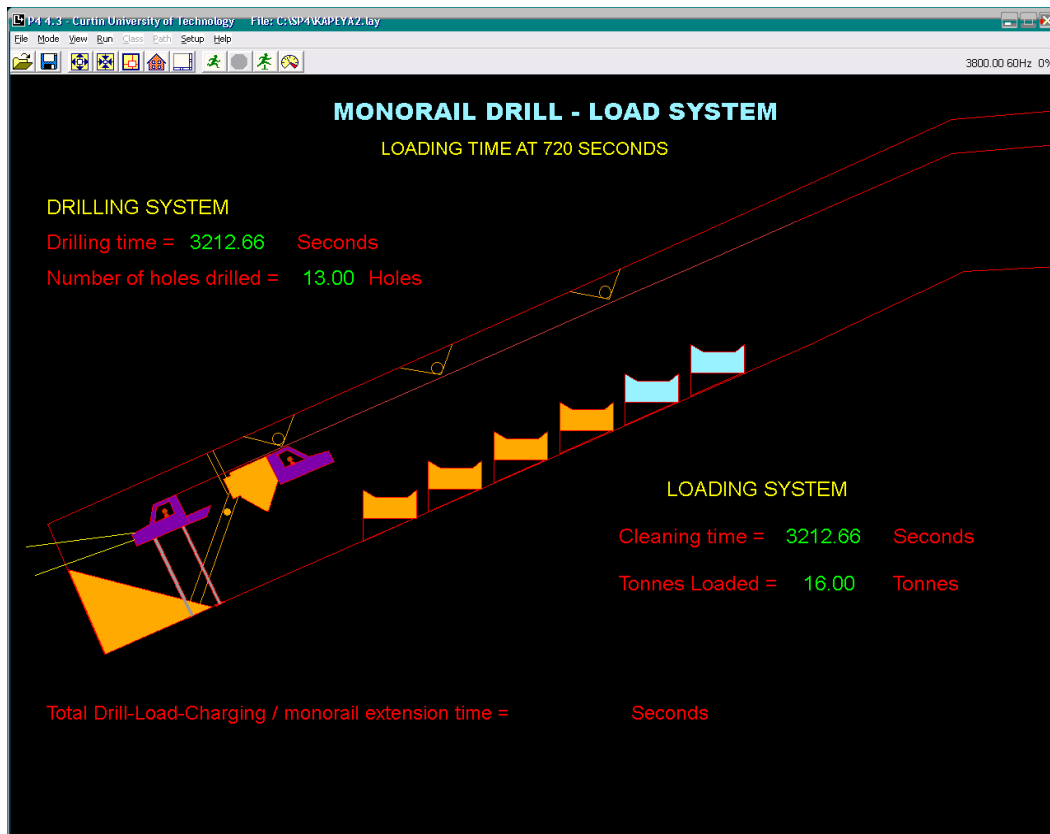 P4 4.3 - Curtin University of Technology File: C:\SP4\KAPEYA2.lay
File Mode View Run Class Path Setup Help
3800.00 60Hz 0%
MONORAIL DRILL - LOAD SYSTEM
LOADING TIME AT 720 SECONDS
DRILLING SYSTEM
Drilling time = 3212.66 Seconds
Number of holes drilled = 13.00 Holes
LOADING SYSTEM
Cleaning time = 3212.66 Seconds
Tonnes Loaded = 16.00 Tonnes
Total Drill-Load-Charging / monorail extension time = Seconds